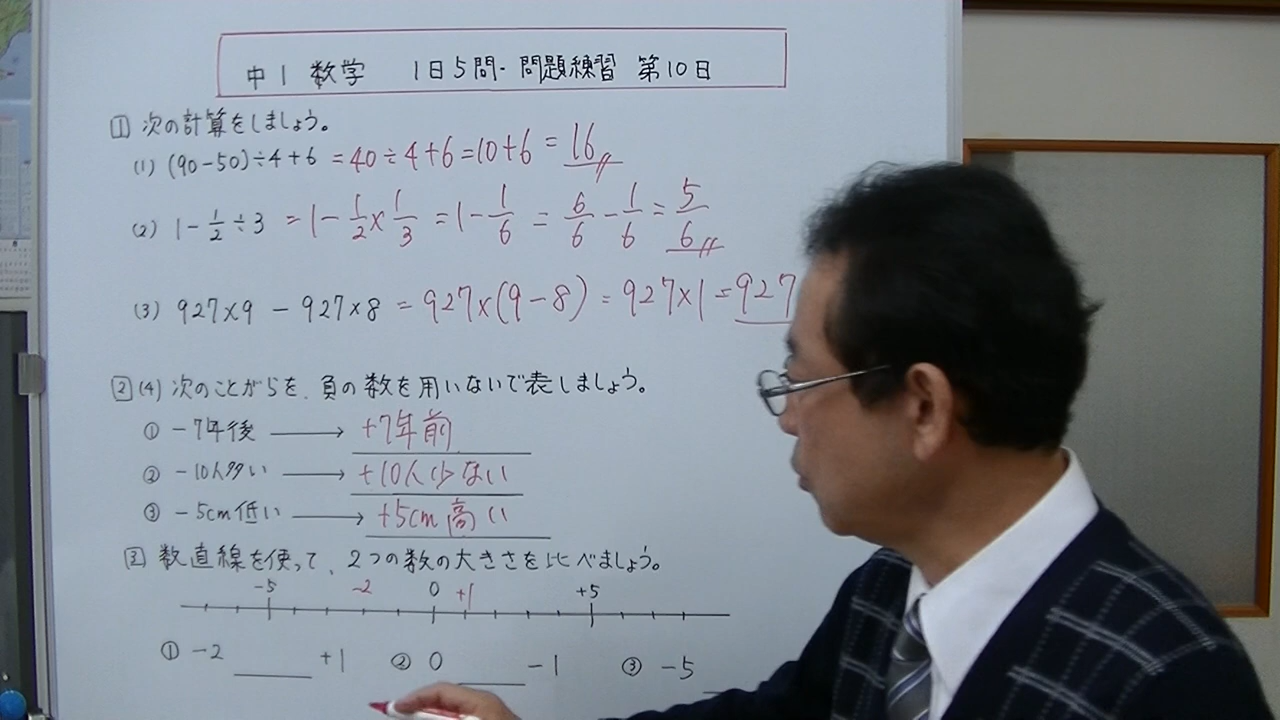 中1 数学 1日5問・問題練習 第10日
1 次の計算をしましょう。
(1) (90-50)÷4+6 =40÷4+6=10+6=16
(2) 1-1/2÷3 =1-1/2×1/3=1-1/6=6/6-1/6=5/6
(3) 927×9-927×8=927×(9-8)=927×1=927
2 (4) 次のことがらを、負の数を用いないで表しましょう。
① -7年後 → +7年前
② -10人多い → +10人少ない
③ -5cm低い → +5cm高い
3 数直線を使って、2つの数の大きさを比べましょう。
-5 -2 0 +1 +5
① -2 ___ +1 ② 0 ___ -1 ③ -5 ___